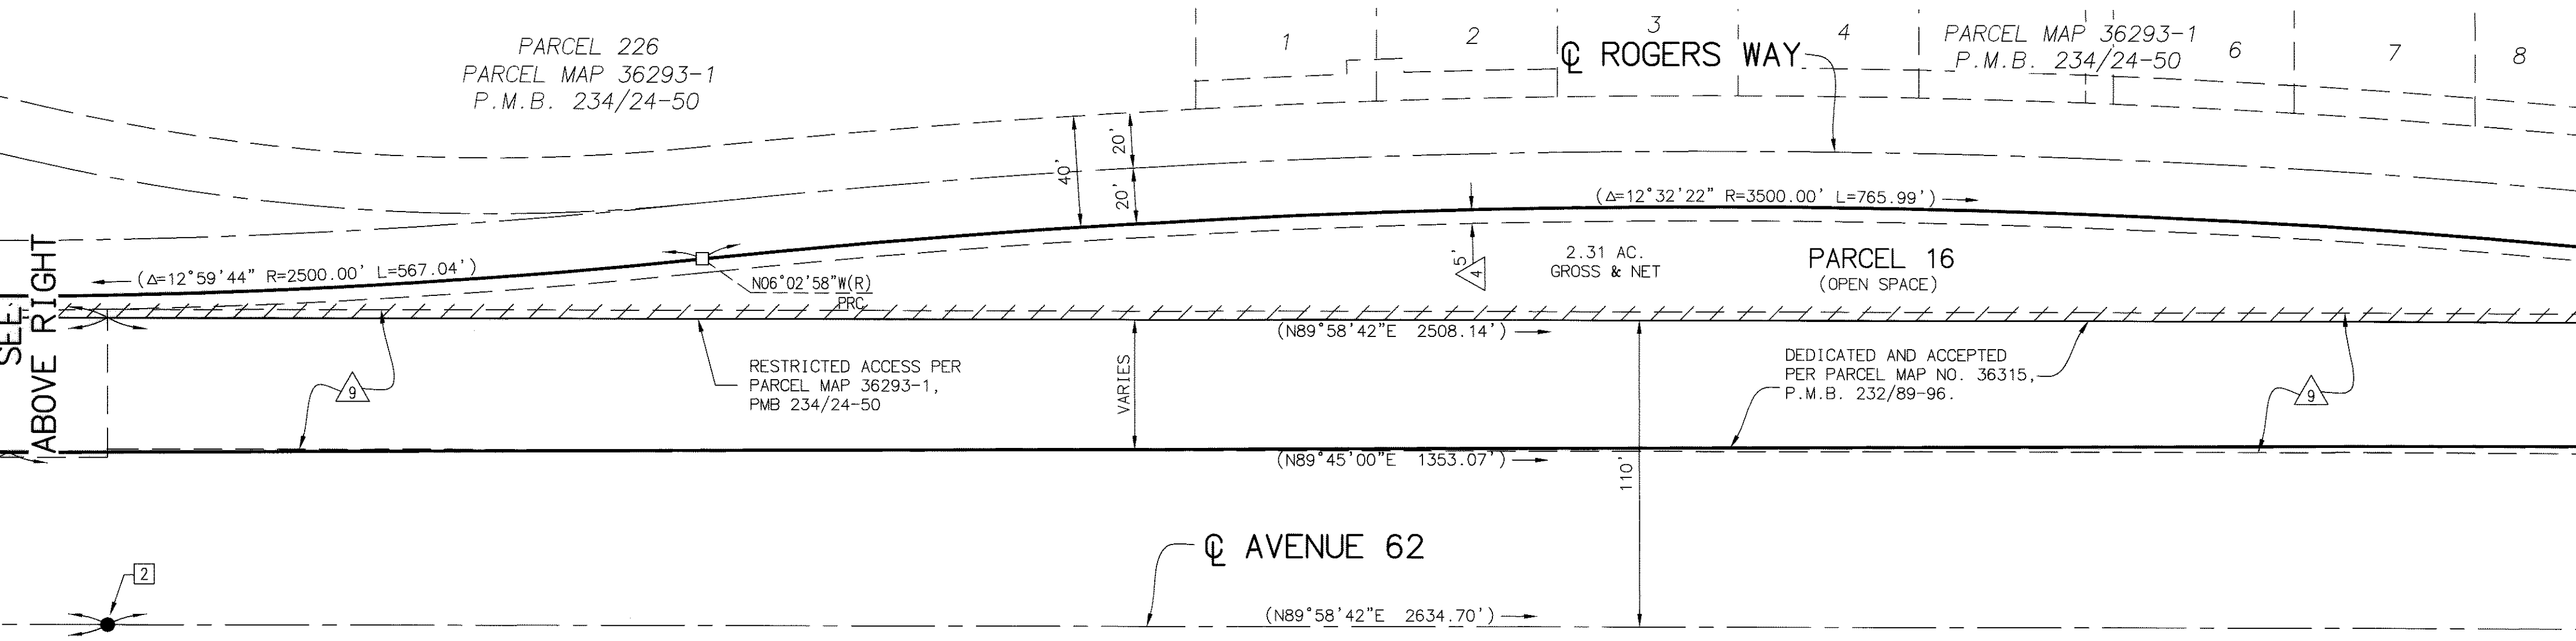 PARCEL 226
PARCEL MAP 36293-1
P.M.B. 234/24-50
1
2
3
4
PARCEL MAP 36293-1
P.M.B. 234/24-50
6
7
8
℄ ROGERS WAY
40'
20'
20'
(Δ=12°32'22" R=3500.00' L=765.99')
(Δ=12°59'44" R=2500.00' L=567.04')
N06°02'58"W(R)
PRC
5'
4
2.31 AC.
GROSS & NET
PARCEL 16
(OPEN SPACE)
SEE
ABOVE RIGHT
(N89°58'42"E 2508.14')
RESTRICTED ACCESS PER
PARCEL MAP 36293-1,
PMB 234/24-50
9
VARIES
DEDICATED AND ACCEPTED
PER PARCEL MAP NO. 36315,
P.M.B. 232/89-96.
9
(N89°45'00"E 1353.07')
110'
℄ AVENUE 62
2
(N89°58'42"E 2634.70')